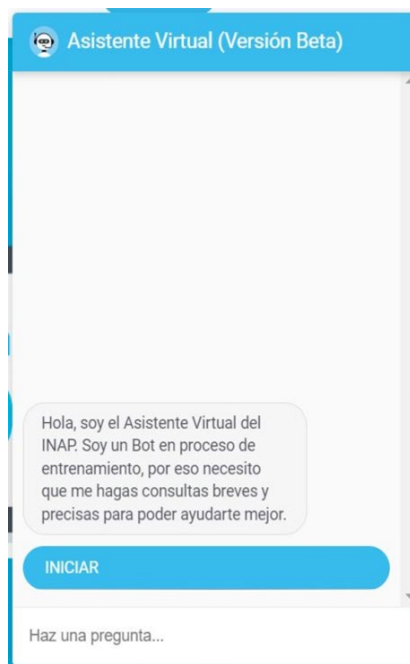 Asistente Virtual (Versión Beta)
Hola, soy el Asistente Virtual del
INAP. Soy un Bot en proceso de
entrenamiento, por eso necesito
que me hagas consultas breves y
precisas para poder ayudarte mejor.
INICIAR
Haz una pregunta...